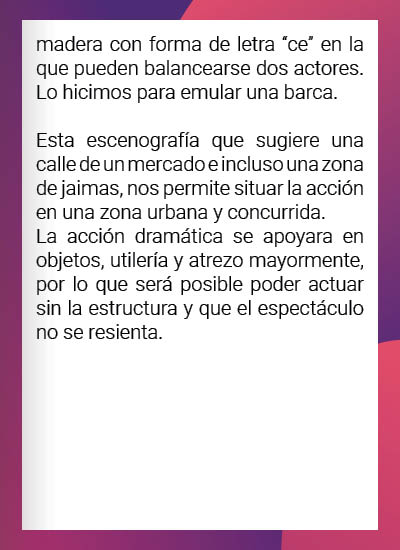 madera con forma de letra “ce” en la
que pueden balancearse dos actores.
Lo hicimos para emular una barca.

Esta escenografía que sugiere una
calle de un mercado e incluso una zona
de jaimas, nos permite situar la acción
en una zona urbana y concurrida.
La acción dramática se apoyara en
objetos, utilería y atrezo mayormente,
por lo que será posible poder actuar
sin la estructura y que el espectáculo
no se resienta.